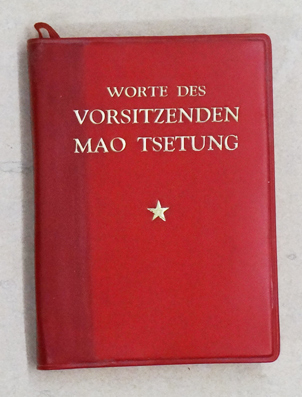 WORTE DES
VORSITZENDEN
MAO TSETUNG